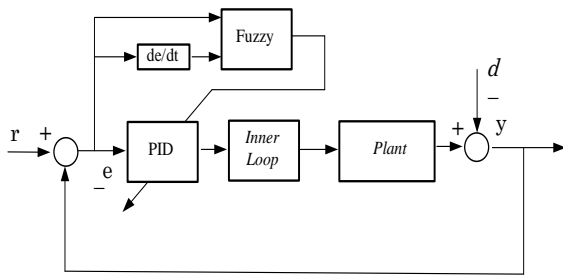 Fuzzy
de/dt
d
–
r
+
PID
Inner
Loop
Plant
+
y
e
–